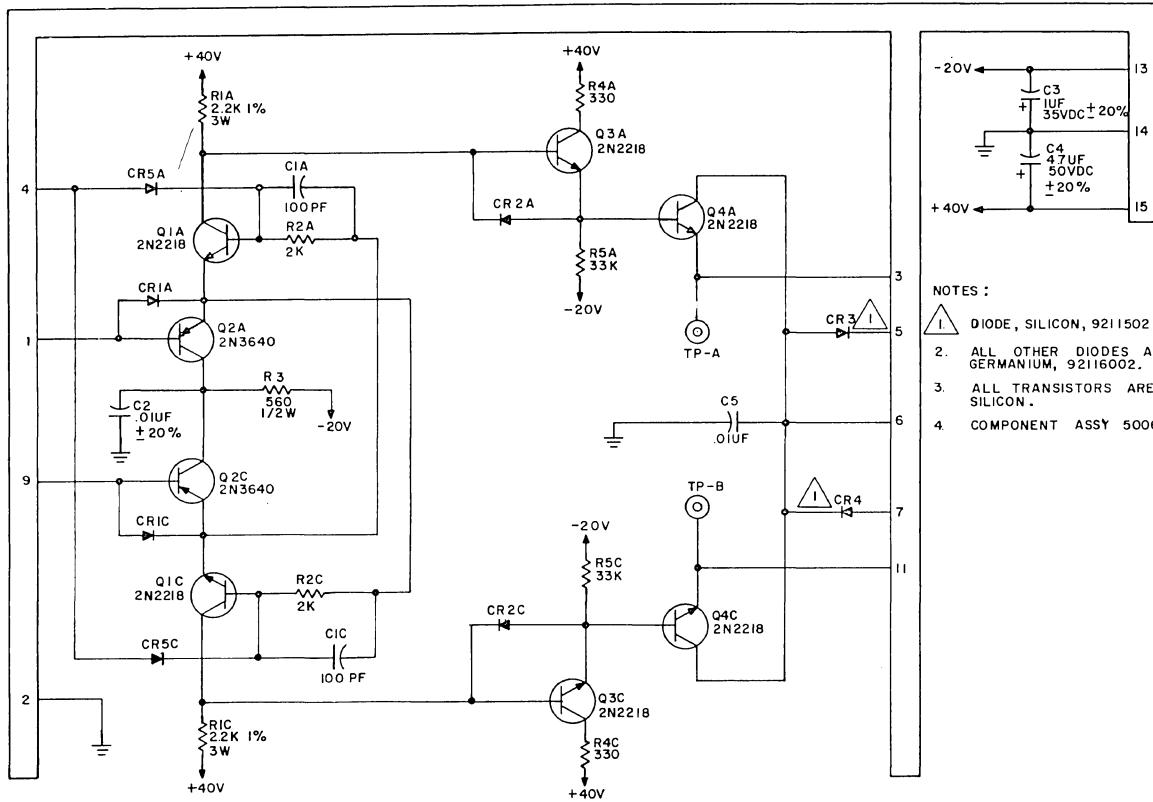 +40V
R1A
2.2K 1%
3W
4
CR5A
C1A
100 PF
Q1A
2N2218
R2A
2K
CR1A
1
Q2A
2N3640
R3
560
1/2W
-20V
C2
.01UF
± 20%
Q2C
2N3640
9
CR1C
Q1C
2N2218
R2C
2K
CR5C
C1C
100 PF
2
R1C
2.2K 1%
3W
+40V
+40V
R4A
330
Q3A
2N2218
CR2A
R5A
33K
-20V
Q4A
2N2218
TP-A
3
CR3
1
5
C5
.01UF
6
TP-B
1
CR4
7
-20V
R5C
33K
11
CR2C
Q4C
2N2218
Q3C
2N2218
R4C
330
+40V
-20V
13
C3
1UF
35VDC ± 20%
+
14
C4
4.7UF
50VDC
± 20%
+
+40V
15
NOTES:
1. DIODE, SILICON, 9211502
2. ALL OTHER DIODES A
GERMANIUM, 92116002.
3. ALL TRANSISTORS ARE
SILICON.
4. COMPONENT ASSY 5006